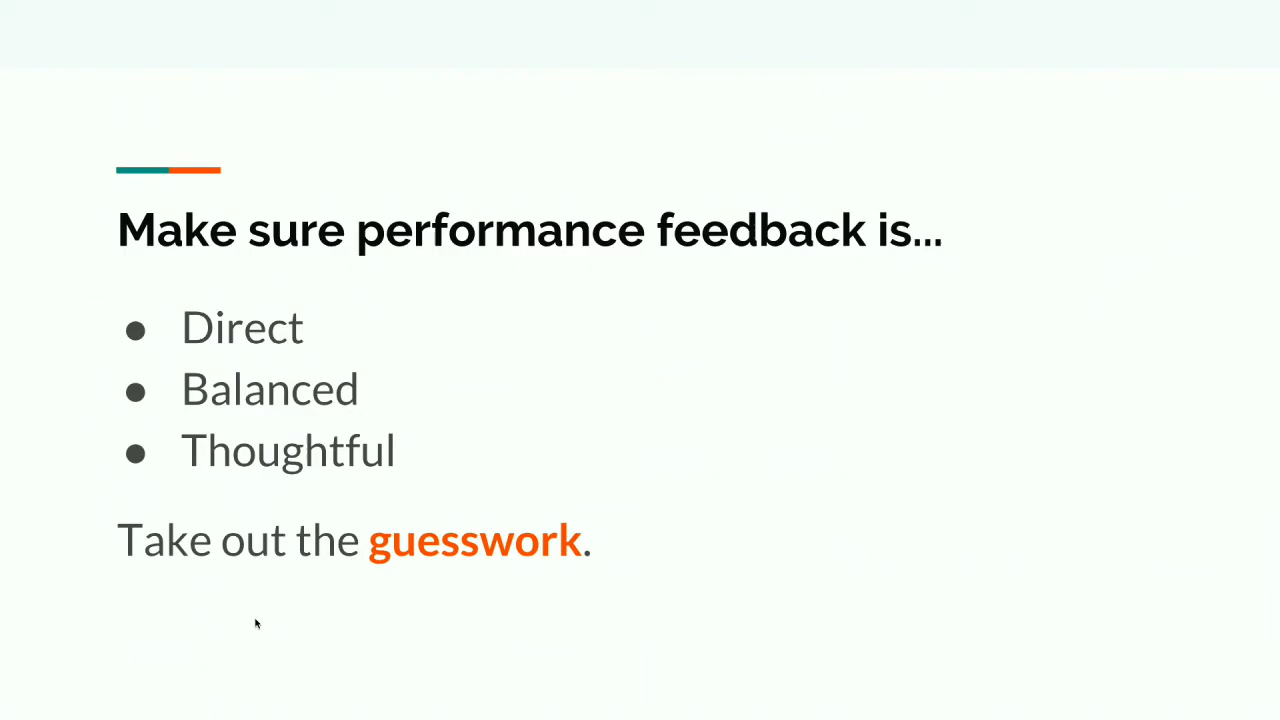 Make sure performance feedback is...
● Direct
● Balanced
● Thoughtful
Take out the guesswork.